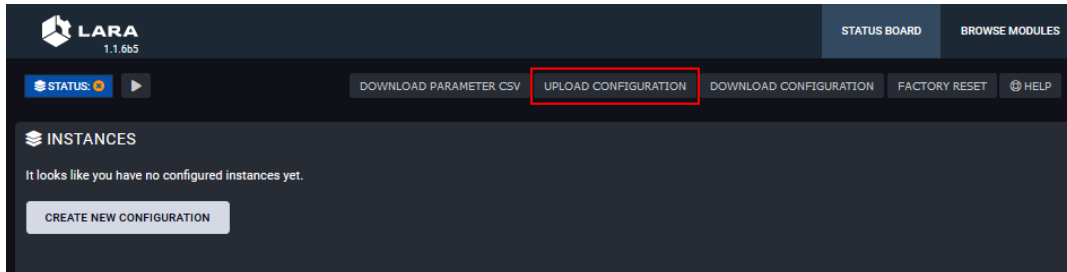 LARA
1.1.6b5
STATUS BOARD
BROWSE MODULES
STATUS:
DOWNLOAD PARAMETER CSV
UPLOAD CONFIGURATION
DOWNLOAD CONFIGURATION
FACTORY RESET
HELP
INSTANCES
It looks like you have no configured instances yet.
CREATE NEW CONFIGURATION